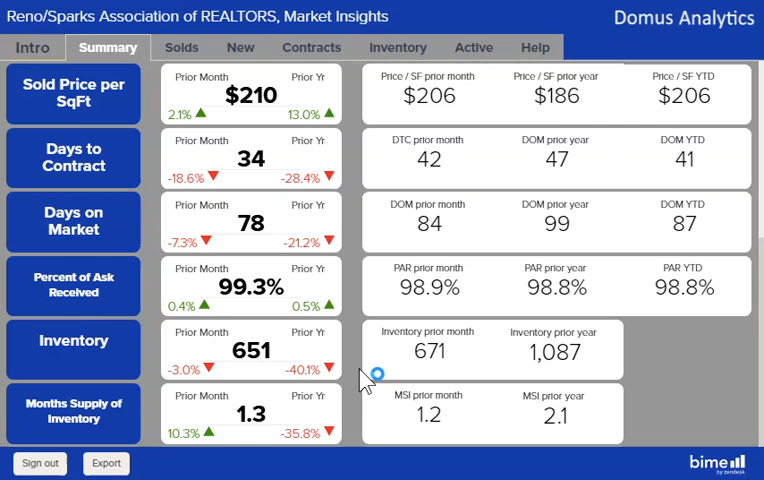 Reno/Sparks Association of REALTORS, Market Insights
Domus Analytics
Intro Summary Solds New Contracts Inventory Active Help
Sold Price per
SqFt
Prior Month Prior Yr
$210
2.1% 13.0%
Price / SF prior month Price / SF prior year Price / SF YTD
$206 $186 $206
Days to
Contract
Prior Month Prior Yr
34
-18.6% -28.4%
DTC prior month DOM prior year DOM YTD
42 47 41
Days on
Market
Prior Month Prior Yr
78
-7.3% -21.2%
DOM prior month DOM prior year DOM YTD
84 99 87
Percent of Ask
Received
Prior Month Prior Yr
99.3%
0.4% 0.5%
PAR prior month PAR prior year PAR YTD
98.9% 98.8% 98.8%
Inventory
Prior Month Prior Yr
651
-3.0% -40.1%
Inventory prior month Inventory prior year
671 1,087
Months Supply of
Inventory
Prior Month Prior Yr
1.3
10.3% -35.8%
MSI prior month MSI prior year
1.2 2.1
Sign out Export
bime
by zendesk